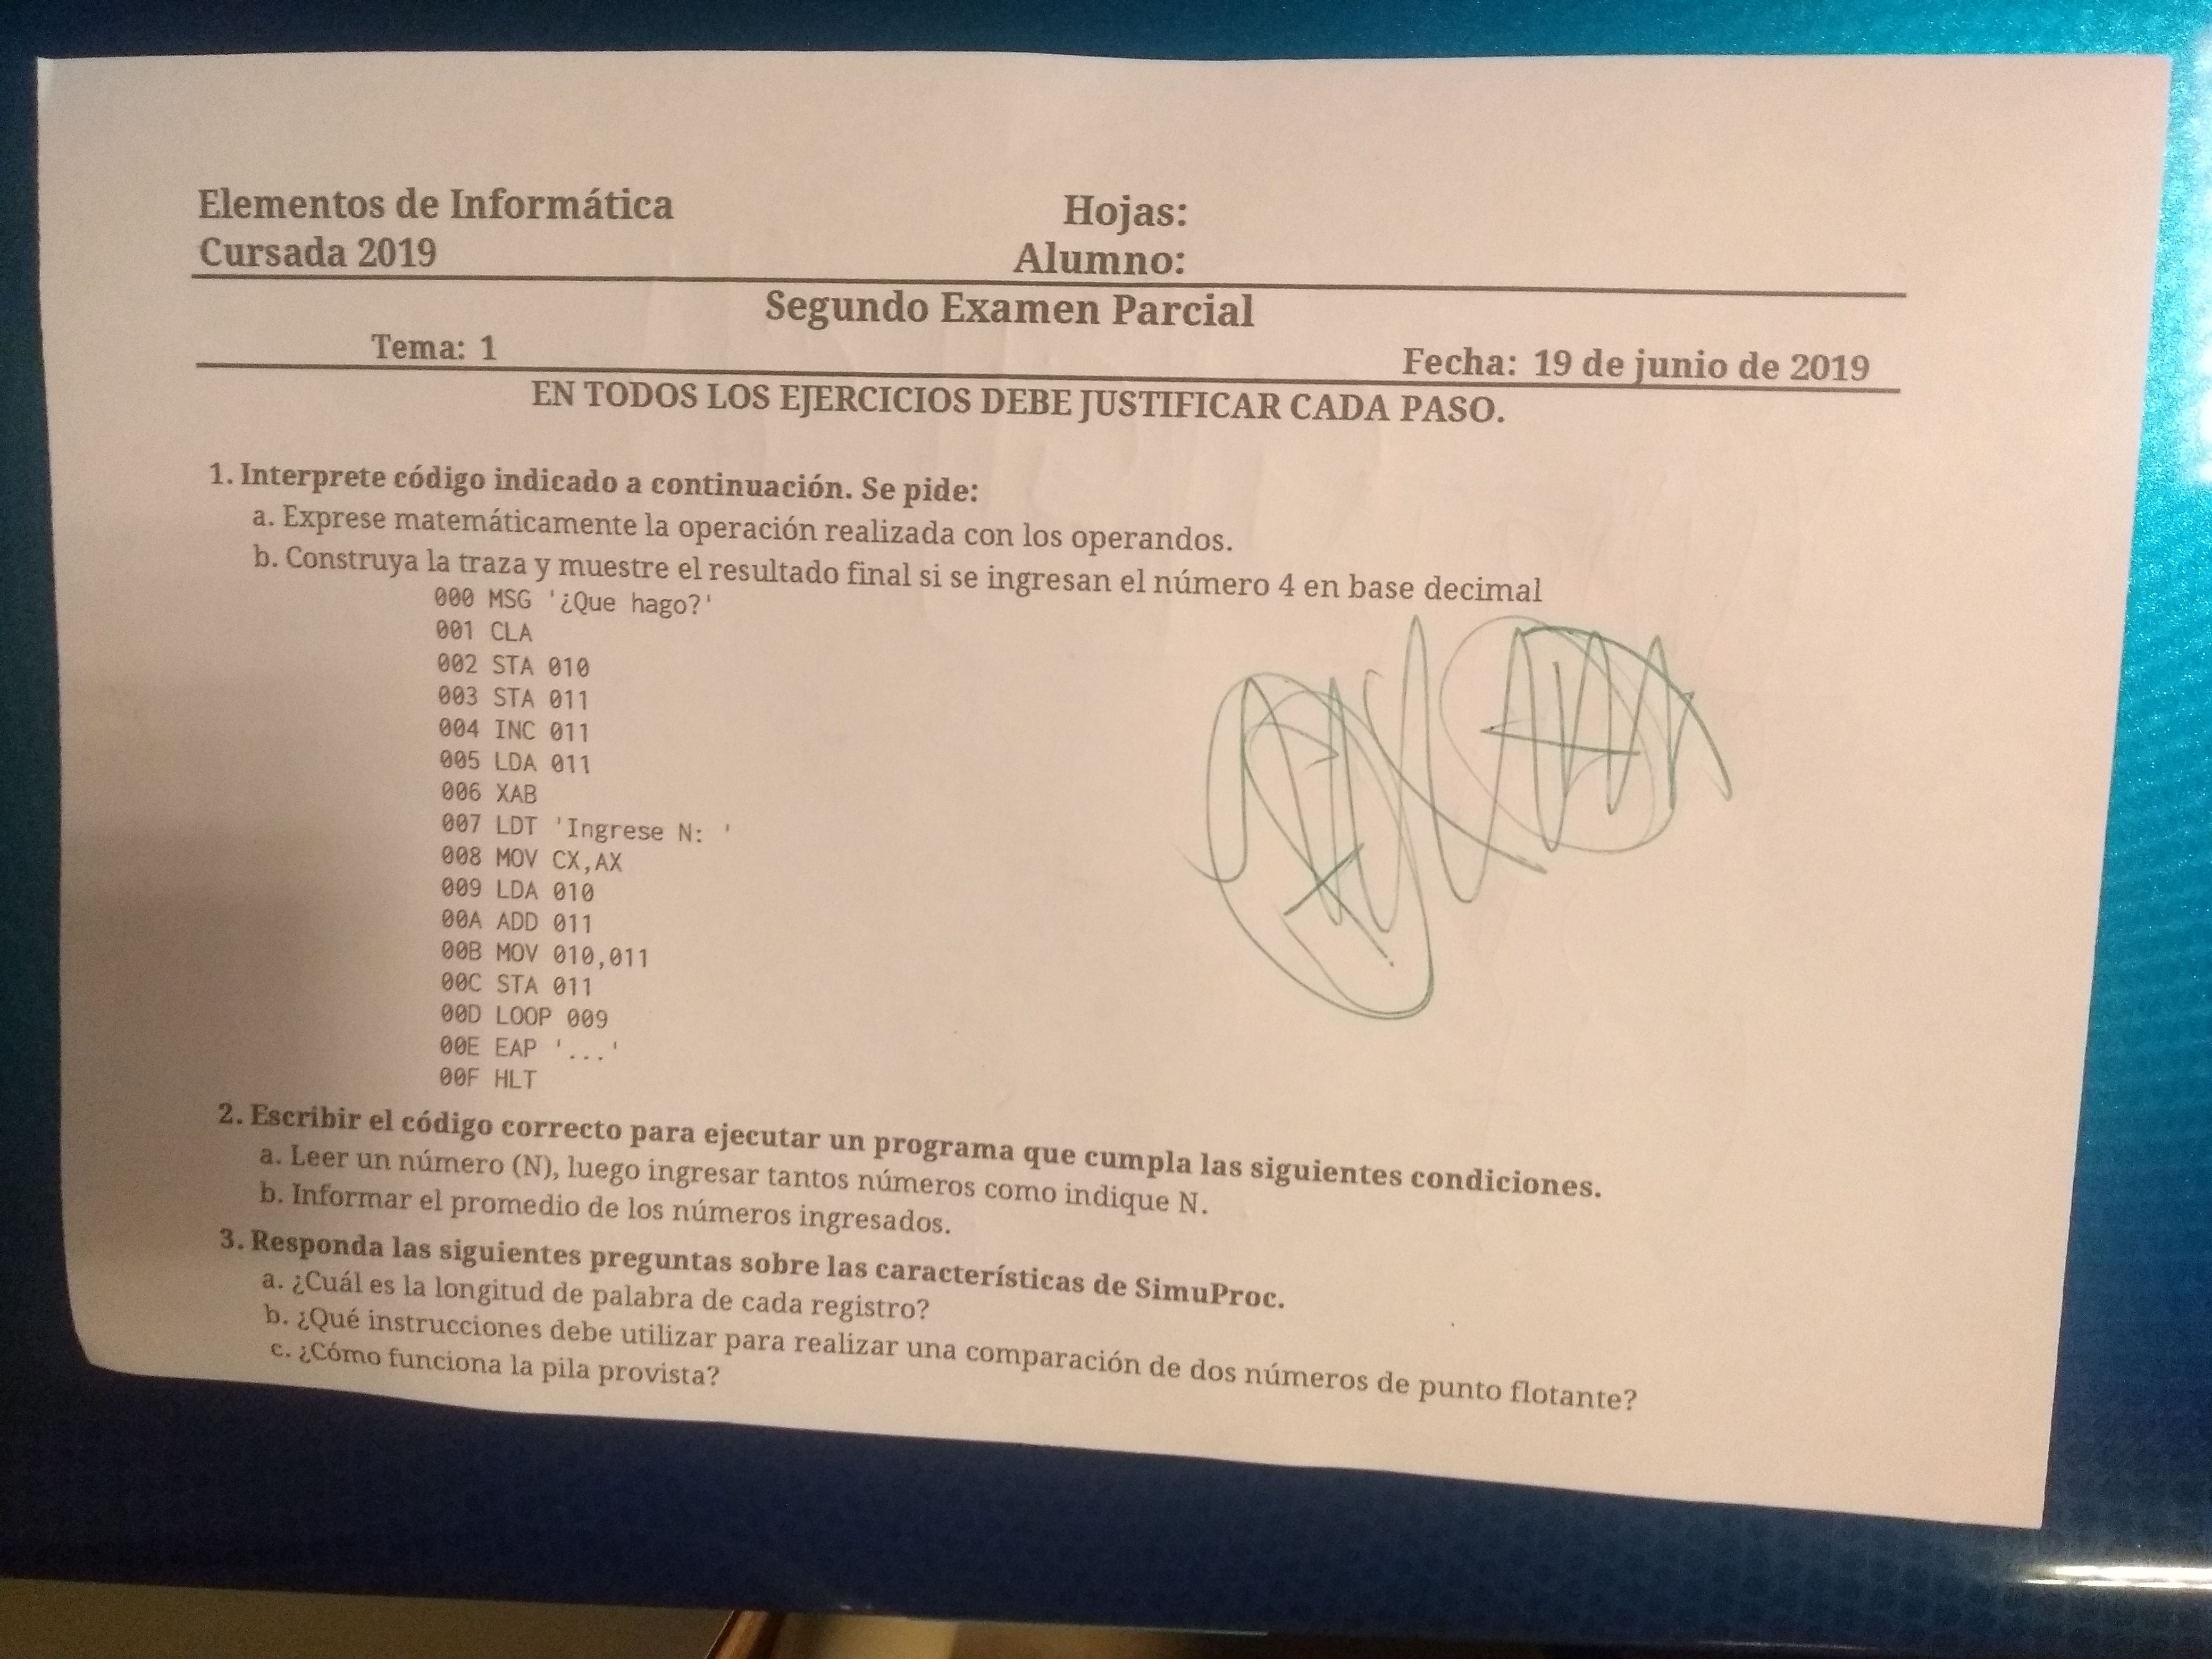 Elementos de Informática Hojas:
Cursada 2019 Alumno:
Segundo Examen Parcial
Tema: 1 Fecha: 19 de junio de 2019
EN TODOS LOS EJERCICIOS DEBE JUSTIFICAR CADA PASO.
1. Interprete código indicado a continuación. Se pide:
a. Exprese matemáticamente la operación realizada con los operandos.
b. Construya la traza y muestre el resultado final si se ingresan el número 4 en base decimal
000 MSG '¿Que hago?'
001 CLA
002 STA 010
003 STA 011
004 INC 011
005 LDA 011
006 XAB
007 LDT 'Ingrese N: '
008 MOV CX,AX
009 LDA 010
00A ADD 011
00B MOV 010,011
00C STA 011
00D LOOP 009
00E EAP '...'
00F HLT
2. Escribir el código correcto para ejecutar un programa que cumpla las siguientes condiciones.
a. Leer un número (N), luego ingresar tantos números como indique N.
b. Informar el promedio de los números ingresados.
3. Responda las siguientes preguntas sobre las características de SimuProc.
a. ¿Cuál es la longitud de palabra de cada registro?
b. ¿Qué instrucciones debe utilizar para realizar una comparación de dos números de punto flotante?
c. ¿Cómo funciona la pila provista?